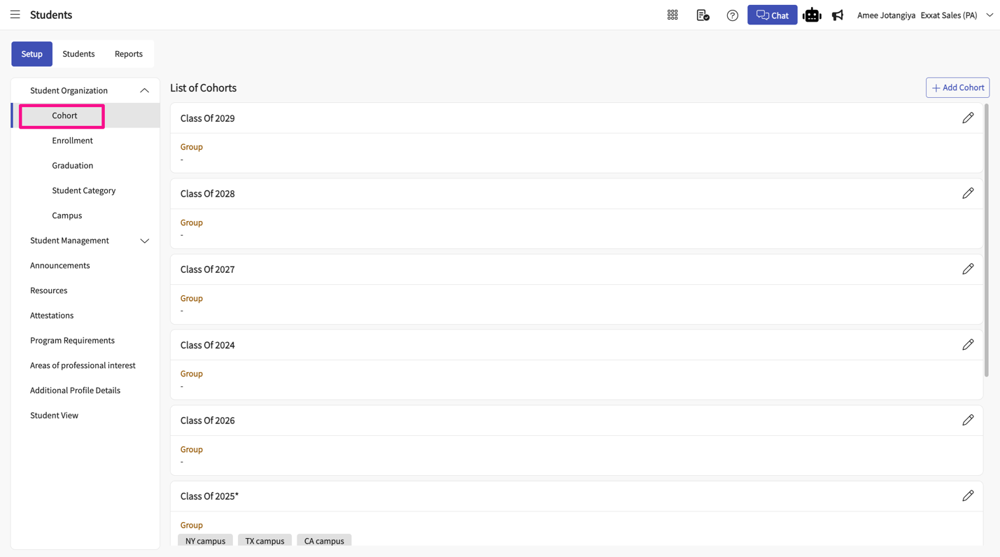 Students
Chat
Amee Jotangiya Exxat Sales (PA)
Setup
Students
Reports
Student Organization
Cohort
Enrollment
Graduation
Student Category
Campus
Student Management
Announcements
Resources
Attestations
Program Requirements
Areas of professional interest
Additional Profile Details
Student View
List of Cohorts
+ Add Cohort
Class Of 2029
Group
-
Class Of 2028
Group
-
Class Of 2027
Group
-
Class Of 2024
Group
-
Class Of 2026
Group
-
Class Of 2025*
Group
NY campus TX campus CA campus